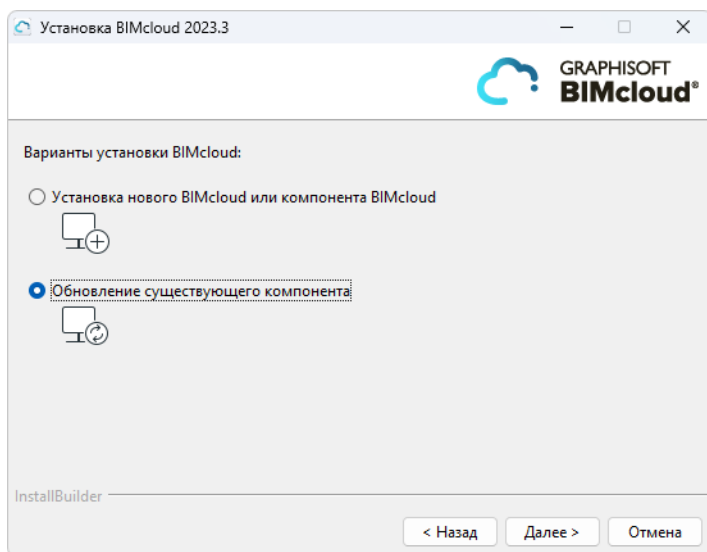 Установка BIMcloud 2023.3
GRAPHISOFT
BIMcloud®
Варианты установки BIMcloud:
Установка нового BIMcloud или компонента BIMcloud
Обновление существующего компонента
InstallBuilder
< Назад Далее > Отмена